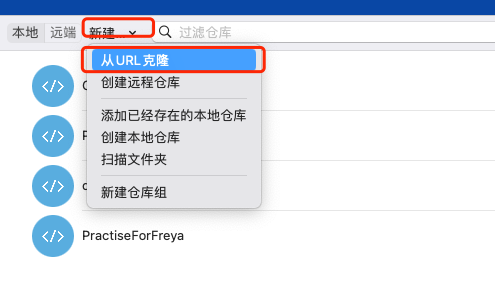 本地 远端 新建... 过滤仓库
从URL克隆
创建远程仓库
添加已经存在的本地仓库
创建本地仓库
扫描文件夹
新建仓库组
PractiseForFreya